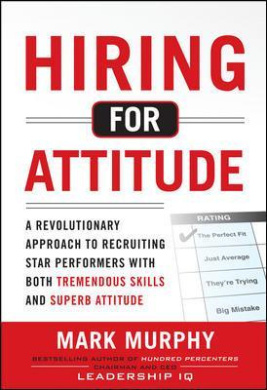 HIRING
FOR
ATTITUDE
A REVOLUTIONARY
APPROACH TO RECRUITING
STAR PERFORMERS WITH
BOTH TREMENDOUS SKILLS
AND SUPERB ATTITUDE
RATING
The Perfect Fit
Just Average
They're Trying
Big Mistake
MARK MURPHY
BESTSELLING AUTHOR OF HUNDRED PERCENTERS
CHAIRMAN AND CEO
LEADERSHIP IQ